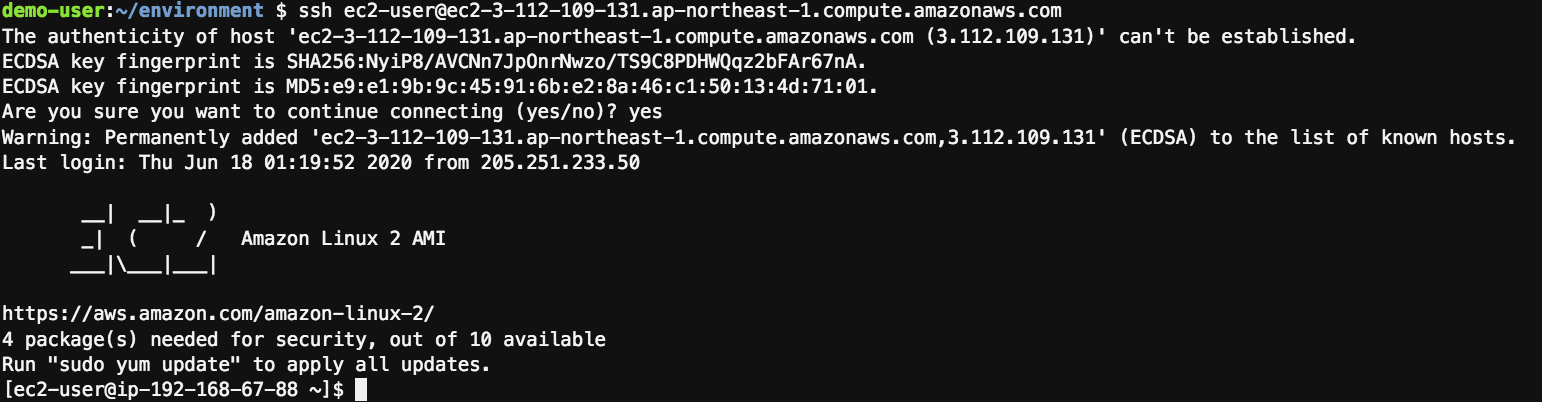 demo-user:~/environment $ ssh ec2-user@ec2-3-112-109-131.ap-northeast-1.compute.amazonaws.com
The authenticity of host 'ec2-3-112-109-131.ap-northeast-1.compute.amazonaws.com (3.112.109.131)' can't be established.
ECDSA key fingerprint is SHA256:NyiP8/AVCNn7JpOnrNwzo/TS9C8PDHWQqz2bFAr67nA.
ECDSA key fingerprint is MD5:e9:e1:9b:9c:45:91:6b:e2:8a:46:c1:50:13:4d:71:01.
Are you sure you want to continue connecting (yes/no)? yes
Warning: Permanently added 'ec2-3-112-109-131.ap-northeast-1.compute.amazonaws.com,3.112.109.131' (ECDSA) to the list of known hosts.
Last login: Thu Jun 18 01:19:52 2020 from 205.251.233.50

       __|  __|_  )
       _|  (     /   Amazon Linux 2 AMI
      ___|\___|___|

https://aws.amazon.com/amazon-linux-2/
4 package(s) needed for security, out of 10 available
Run "sudo yum update" to apply all updates.
[ec2-user@ip-192-168-67-88 ~]$